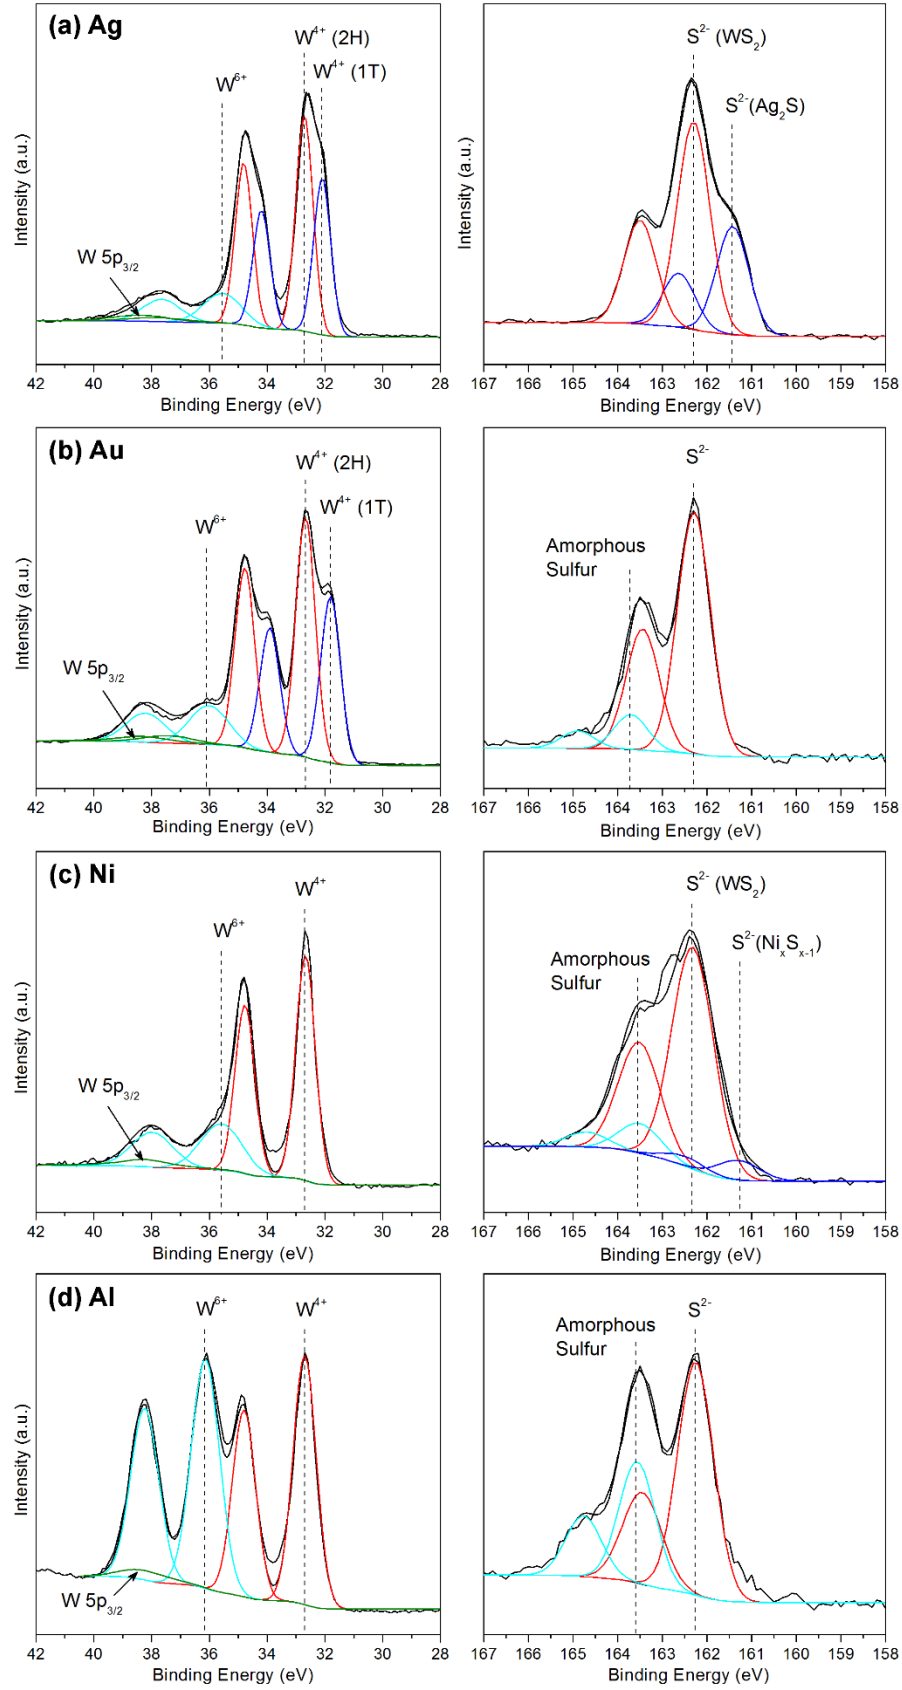 (a) Ag
W⁴⁺ (2H)
W⁴⁺ (1T)
W⁶⁺
W 5p₃/₂
Intensity (a.u.)
42 40 38 36 34 32 30 28
Binding Energy (eV)
S²⁻ (WS₂)
S²⁻(Ag₂S)
Intensity (a.u.)
167 166 165 164 163 162 161 160 159 158
Binding Energy (eV)
(b) Au
W⁴⁺ (2H)
W⁴⁺ (1T)
W⁶⁺
W 5p₃/₂
Intensity (a.u.)
42 40 38 36 34 32 30 28
Binding Energy (eV)
S²⁻
Amorphous
Sulfur
Intensity (a.u.)
167 166 165 164 163 162 161 160 159 158
Binding Energy (eV)
(c) Ni
W⁴⁺
W⁶⁺
W 5p₃/₂
Intensity (a.u.)
42 40 38 36 34 32 30 28
Binding Energy (eV)
S²⁻ (WS₂)
S²⁻(NiₓSₓ₋₁)
Amorphous
Sulfur
Intensity (a.u.)
167 166 165 164 163 162 161 160 159 158
Binding Energy (eV)
(d) Al
W⁶⁺
W⁴⁺
W 5p₃/₂
Intensity (a.u.)
42 40 38 36 34 32 30 28
Binding Energy (eV)
Amorphous
Sulfur
S²⁻
Intensity (a.u.)
167 166 165 164 163 162 161 160 159 158
Binding Energy (eV)